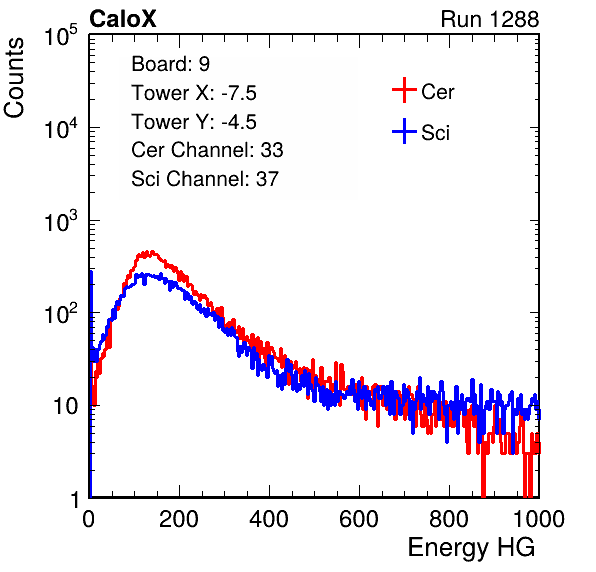 CaloX Run 1288
Counts
10^5
10^4
10^3
10^2
10
1
Board: 9
Tower X: -7.5
Tower Y: -4.5
Cer Channel: 33
Sci Channel: 37
Cer
Sci
0 200 400 600 800 1000
Energy HG